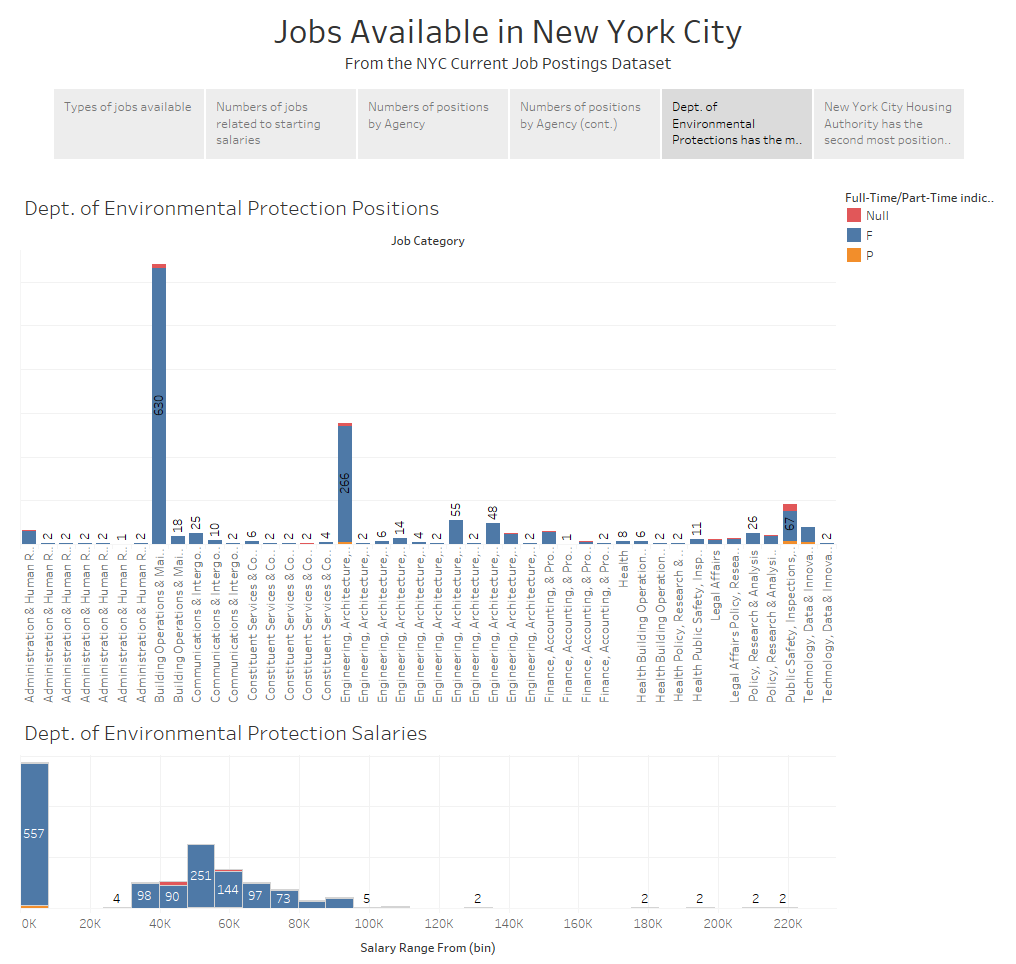 Jobs Available in New York City
From the NYC Current Job Postings Dataset
Types of jobs available
Numbers of jobs
related to starting
salaries
Numbers of positions
by Agency
Numbers of positions
by Agency (cont.)
Dept. of
Environmental
Protections has the m..
New York City Housing
Authority has the
second most position..
Dept. of Environmental Protection Positions
Full-Time/Part-Time indic..
Null
F
P
Job Category
630
18
25
10
2
2
2
2
1
2
6
2
2
2
4
266
2
6
14
4
2
55
2
48
2
1
2
8
6
2
2
11
26
67
2
Administration & Human R..
Administration & Human R..
Administration & Human R..
Administration & Human R..
Administration & Human R..
Administration & Human R..
Administration & Human R..
Building Operations & Mai..
Building Operations & Mai..
Communications & Intergo..
Communications & Intergo..
Communications & Intergo..
Constituent Services & Co..
Constituent Services & Co..
Constituent Services & Co..
Constituent Services & Co..
Constituent Services & Co..
Engineering, Architecture,..
Engineering, Architecture,..
Engineering, Architecture,..
Engineering, Architecture,..
Engineering, Architecture,..
Engineering, Architecture,..
Engineering, Architecture,..
Engineering, Architecture,..
Engineering, Architecture,..
Engineering, Architecture,..
Engineering, Architecture,..
Finance, Accounting, & Pro..
Finance, Accounting, & Pro..
Finance, Accounting, & Pro..
Finance, Accounting, & Pro..
Health
Health Building Operation..
Health Building Operation..
Health Policy, Research & ..
Health Public Safety, Insp..
Legal Affairs
Legal Affairs Policy, Resea..
Policy, Research & Analysis
Policy, Research & Analysi..
Public Safety, Inspections,..
Technology, Data & Innova..
Technology, Data & Innova..
Dept. of Environmental Protection Salaries
557
4
98
90
251
144
97
73
5
2
2
2
2
2
0K
20K
40K
60K
80K
100K
120K
140K
160K
180K
200K
220K
Salary Range From (bin)